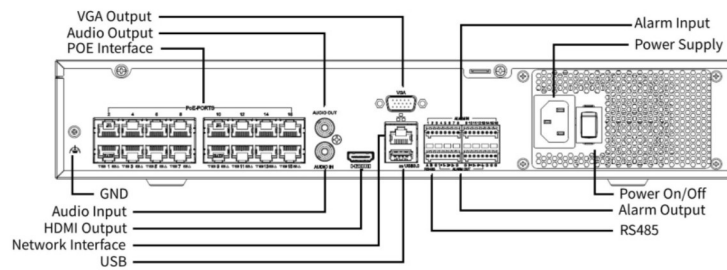 VGA Output
Audio Output
POE Interface
Alarm Input
Power Supply
VGA
PoE-PORTS
AUDIO OUT
AUDIO IN
GND
Audio Input
HDMI Output
Network Interface
USB
Power On/Off
Alarm Output
RS485